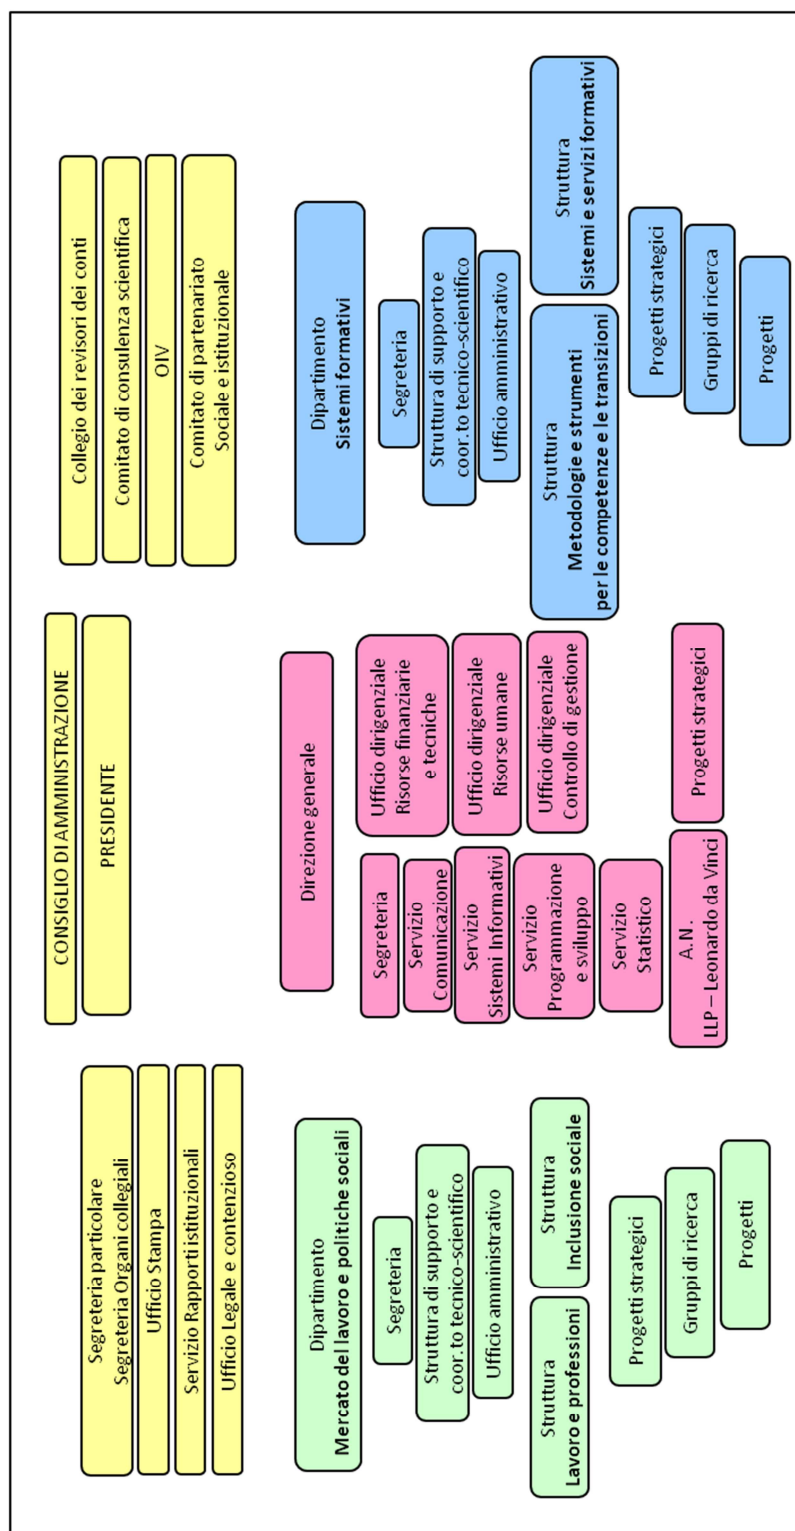 CONSIGLIO DI AMMINISTRAZIONE
PRESIDENTE
Segreteria particolare
Segreteria Organi collegiali
Ufficio Stampa
Servizio Rapporti istituzionali
Ufficio Legale e contenzioso
Collegio dei revisori dei conti
Comitato di consulenza scientifica
OIV
Comitato di partenariato
Sociale e istituzionale
Dipartimento
Mercato del lavoro e politiche sociali
Segreteria
Struttura di supporto e
coor.to tecnico-scientifico
Ufficio amministrativo
Struttura
Lavoro e professioni
Struttura
Inclusione sociale
Progetti strategici
Gruppi di ricerca
Progetti
Direzione generale
Segreteria
Servizio
Comunicazione
Servizio
Sistemi Informativi
Servizio
Programmazione
e sviluppo
Servizio
Statistico
A.N.
LLP – Leonardo da Vinci
Ufficio dirigenziale
Risorse finanziarie
e tecniche
Ufficio dirigenziale
Risorse umane
Ufficio dirigenziale
Controllo di gestione
Progetti strategici
Dipartimento
Sistemi formativi
Segreteria
Struttura di supporto e
coor.to tecnico-scientifico
Ufficio amministrativo
Struttura
Metodologie e strumenti
per le competenze e le transizioni
Struttura
Sistemi e servizi formativi
Progetti strategici
Gruppi di ricerca
Progetti